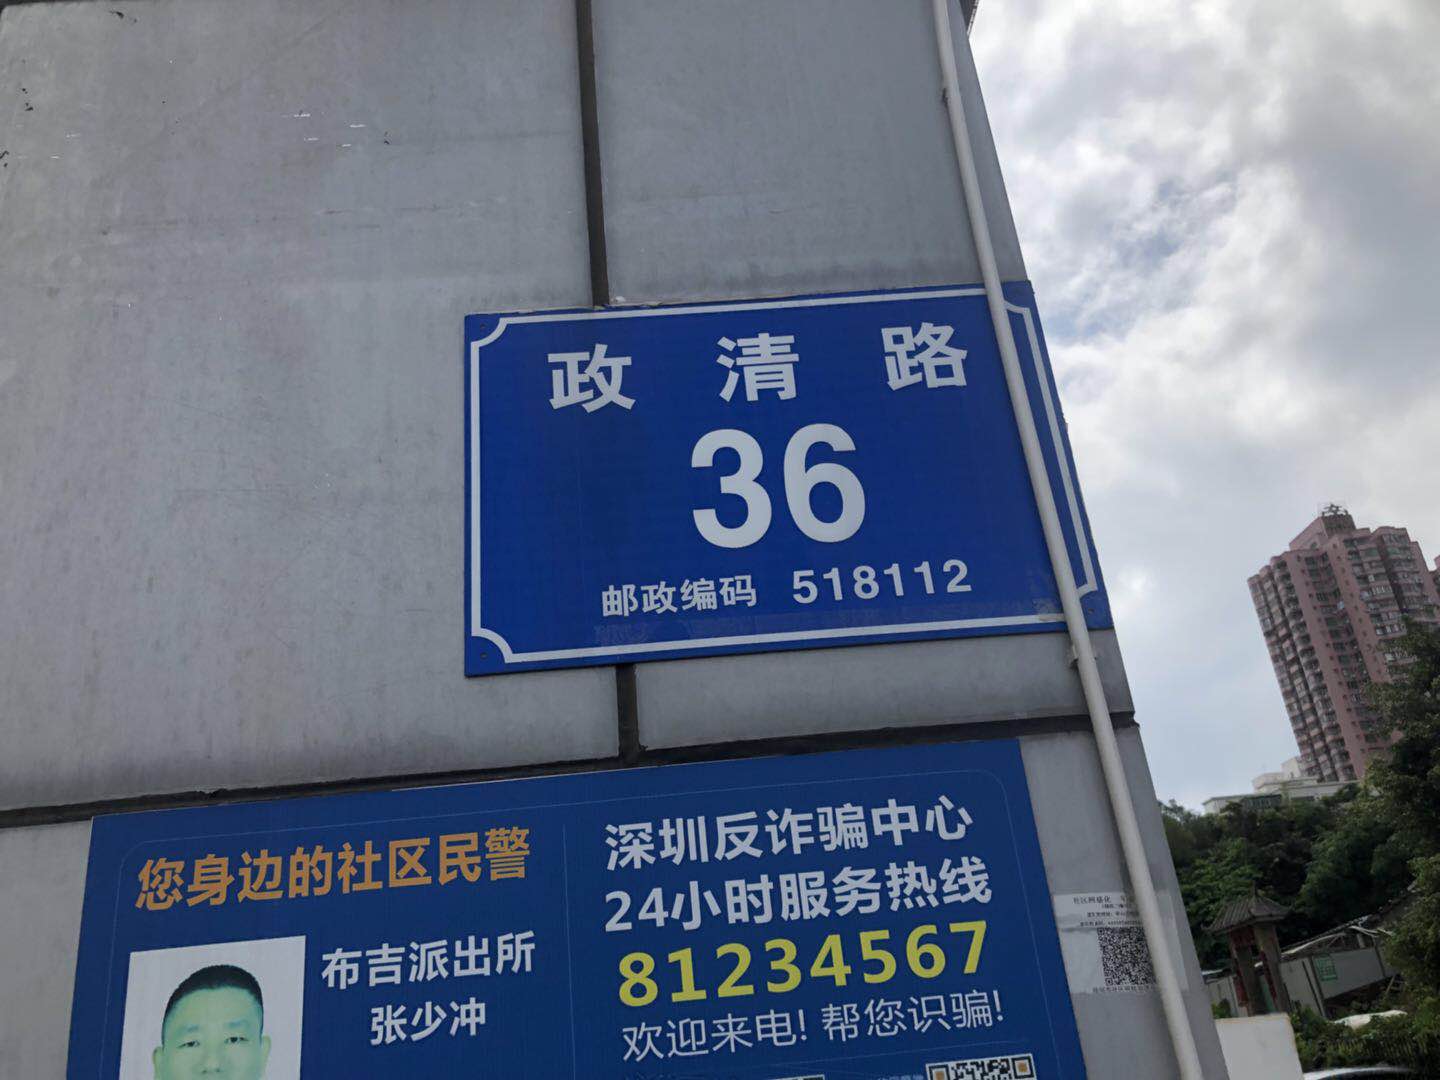 政清路
36
邮政编码 518112
您身边的社区民警
布吉派出所
张少冲
深圳反诈骗中心
24小时服务热线
81234567
欢迎来电! 帮您识骗!